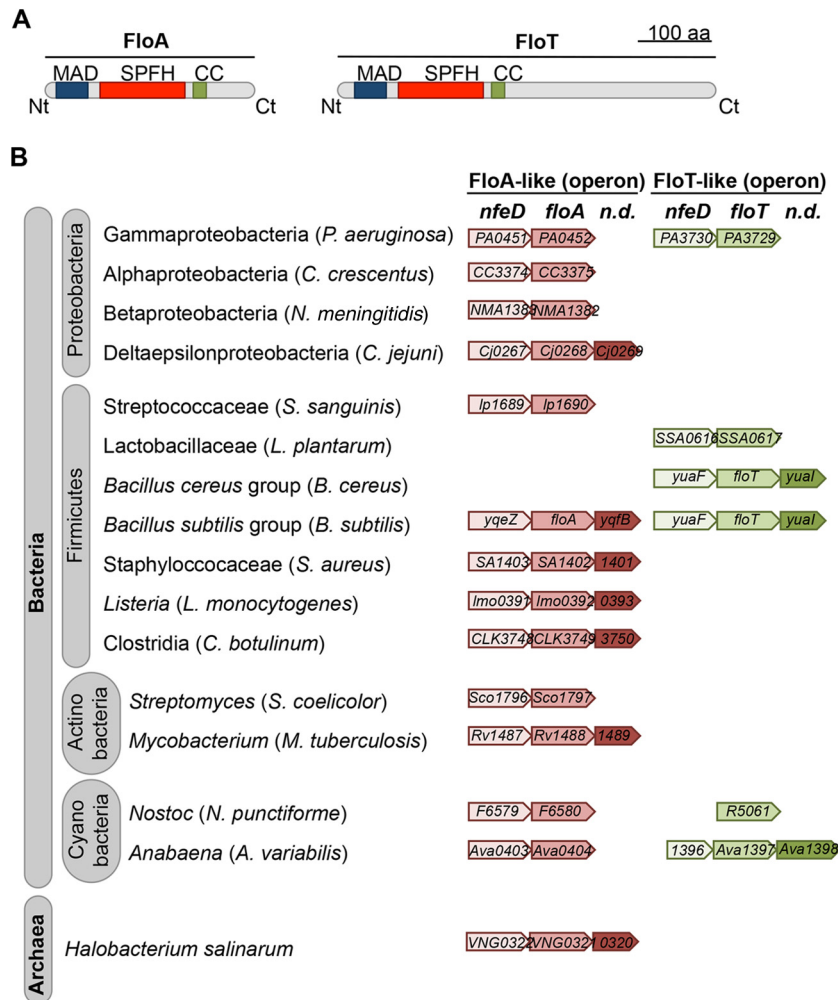 A
FloA
FloT
100 aa
MAD SPFH CC
MAD SPFH CC
Nt Ct
Nt Ct
B
FloA-like (operon) FloT-like (operon)
nfeD floA n.d. nfeD floT n.d.
Bacteria
Proteobacteria
Gammaproteobacteria (P. aeruginosa) PA0451 PA0452 PA3730 PA3729
Alphaproteobacteria (C. crescentus) CC3374 CC3375
Betaproteobacteria (N. meningitidis) NMA1383 NMA1382
Deltaepsilonproteobacteria (C. jejuni) Cj0267 Cj0268 Cj0269
Firmicutes
Streptococcaceae (S. sanguinis) lp1689 lp1690
Lactobacillaceae (L. plantarum) SSA0616 SSA0617
Bacillus cereus group (B. cereus) yuaF floT yuaI
Bacillus subtilis group (B. subtilis) yqeZ floA yqfB yuaF floT yuaI
Staphyloccocaceae (S. aureus) SA1403 SA1402 1401
Listeria (L. monocytogenes) lmo0391 lmo0392 0393
Clostridia (C. botulinum) CLK3748 CLK3749 3750
Actino
bacteria
Streptomyces (S. coelicolor) Sco1796 Sco1797
Mycobacterium (M. tuberculosis) Rv1487 Rv1488 1489
Cyano
bacteria
Nostoc (N. punctiforme) F6579 F6580 R5061
Anabaena (A. variabilis) Ava0403 Ava0404 1396 Ava1397 Ava1398
Archaea
Halobacterium salinarum VNG0322 VNG0321 0320